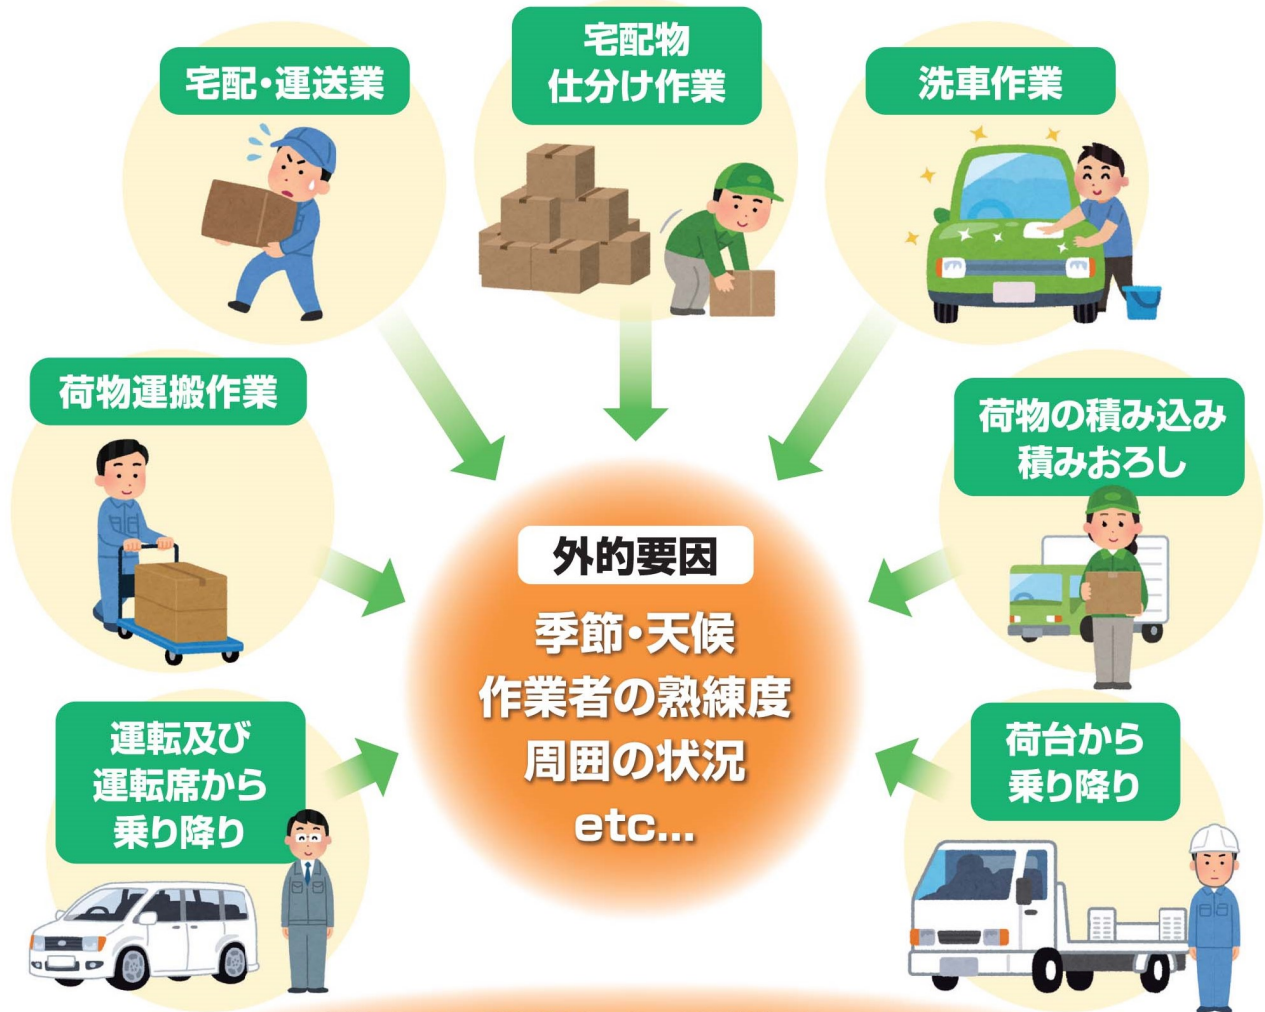 宅配・運送業
宅配物
仕分け作業
洗車作業
荷物運搬作業
荷物の積み込み
積みおろし
外的要因
季節・天候
作業者の熟練度
周囲の状況
etc...
運転及び
運転席から
乗り降り
荷台から
乗り降り